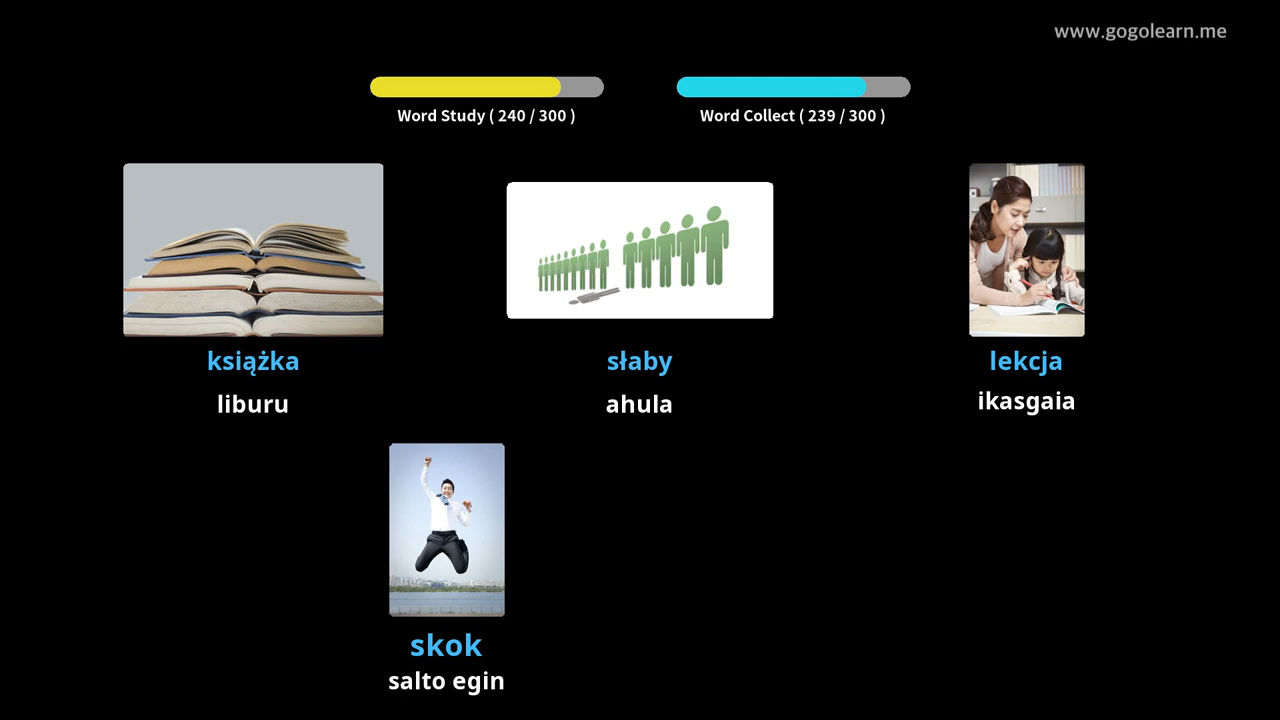 www.gogolearn.me
Word Study ( 240 / 300 )
Word Collect ( 239 / 300 )
książka
słaby
lekcja
liburu
ahula
ikasgaia
skok
salto egin